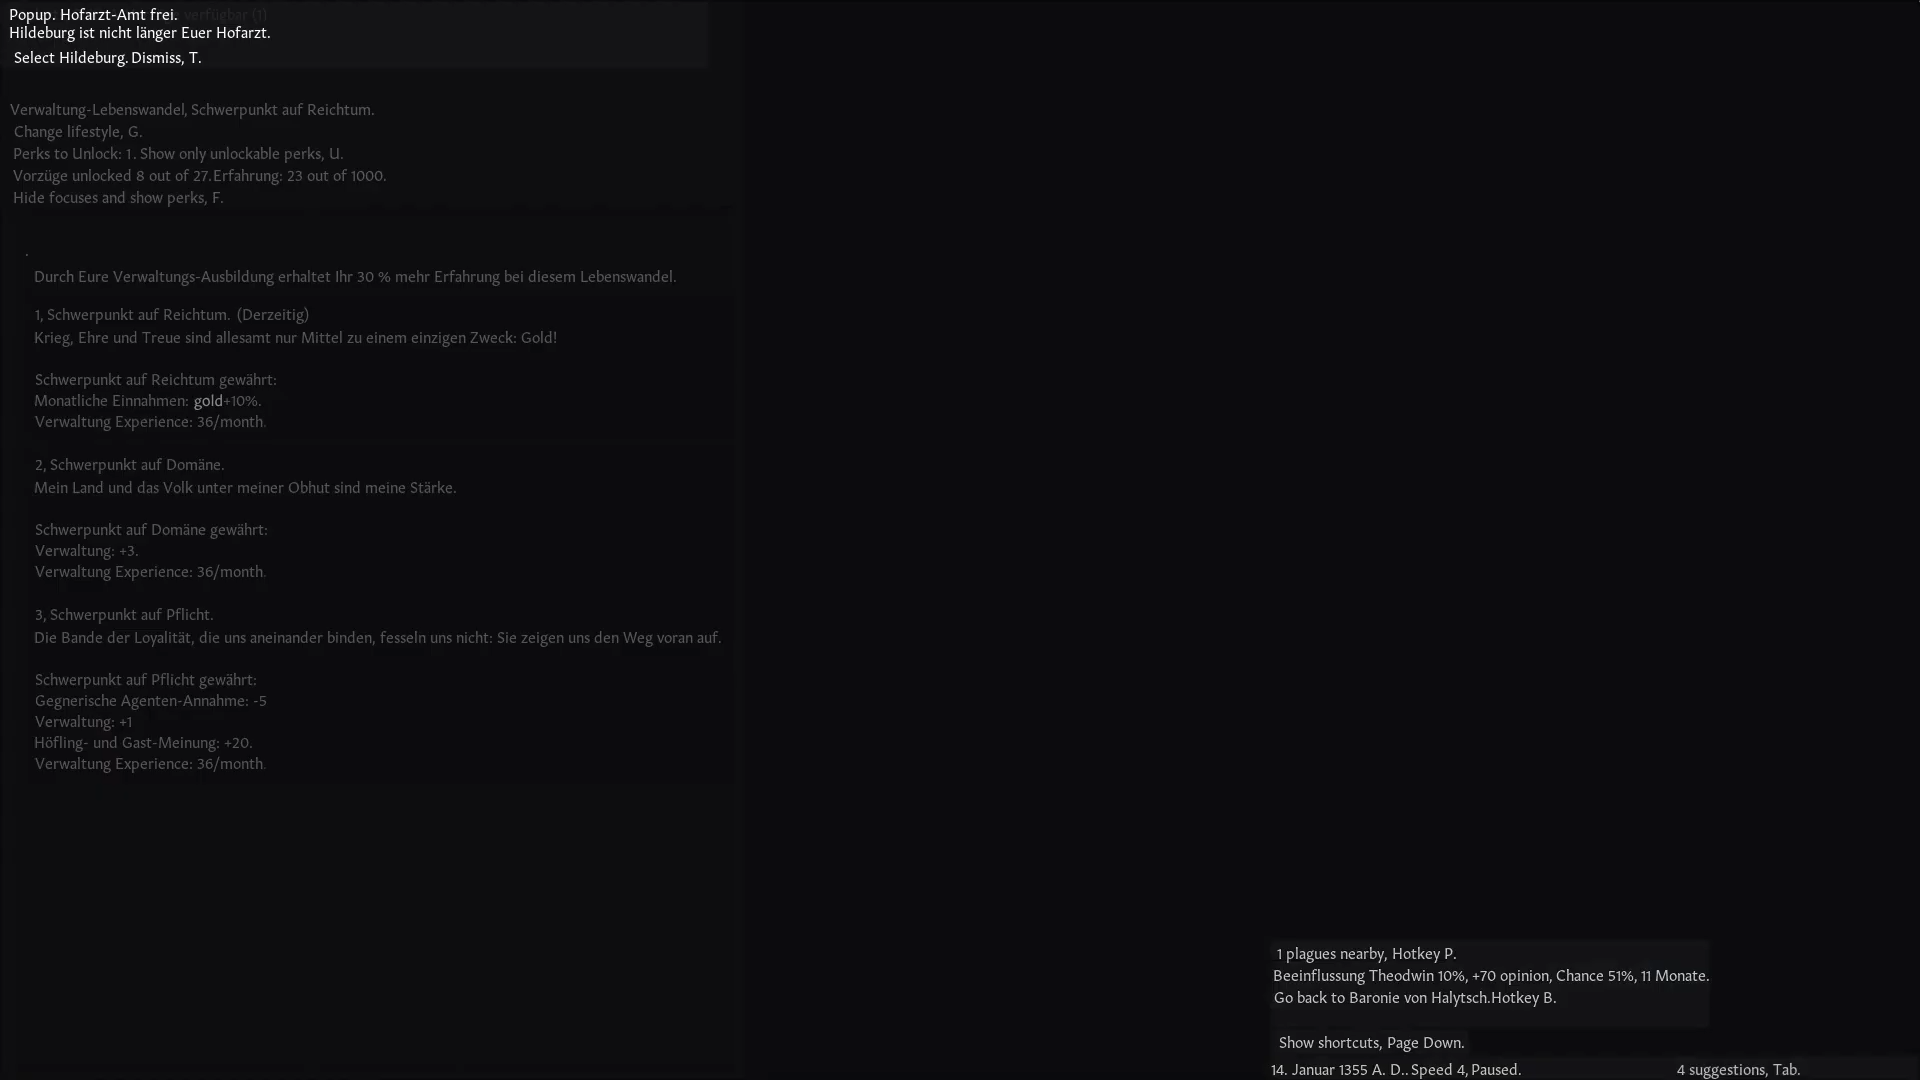 Popup. Hofarzt-Amt frei.
verfügbar (1)
Hildeburg ist nicht länger Euer Hofarzt.
Select Hildeburg. Dismiss, T.
Verwaltung-Lebenswandel, Schwerpunkt auf Reichtum.
Change lifestyle, G.
Perks to Unlock: 1. Show only unlockable perks, U.
Vorzüge unlocked 8 out of 27. Erfahrung: 23 out of 1000.
Hide focuses and show perks, F.
.
Durch Eure Verwaltungs-Ausbildung erhaltet Ihr 30 % mehr Erfahrung bei diesem Lebenswandel.
1, Schwerpunkt auf Reichtum. (Derzeitig)
Krieg, Ehre und Treue sind allesamt nur Mittel zu einem einzigen Zweck: Gold!
Schwerpunkt auf Reichtum gewährt:
Monatliche Einnahmen: gold+10%.
Verwaltung Experience: 36/month.
2, Schwerpunkt auf Domäne.
Mein Land und das Volk unter meiner Obhut sind meine Stärke.
Schwerpunkt auf Domäne gewährt:
Verwaltung: +3.
Verwaltung Experience: 36/month.
3, Schwerpunkt auf Pflicht.
Die Bande der Loyalität, die uns aneinander binden, fesseln uns nicht: Sie zeigen uns den Weg voran auf.
Schwerpunkt auf Pflicht gewährt:
Gegnerische Agenten-Annahme: -5
Verwaltung: +1
Höfling- und Gast-Meinung: +20.
Verwaltung Experience: 36/month.
1 plagues nearby, Hotkey P.
Beeinflussung Theodwin 10%, +70 opinion, Chance 51%, 11 Monate.
Go back to Baronie von Halytsch.Hotkey B.
Show shortcuts, Page Down.
14. Januar 1355 A. D.. Speed 4, Paused.
4 suggestions, Tab.